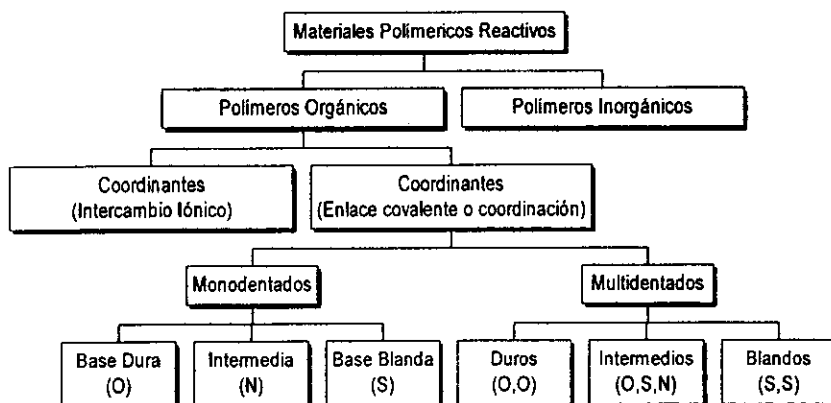 Materiales Polímericos Reactivos
Polímeros Orgánicos
Polímeros Inorgánicos
Coordinantes
(Intercambio Iónico)
Coordinantes
(Enlace covalente o coordinación)
Monodentados
Multidentados
Base Dura
(O)
Intermedia
(N)
Base Blanda
(S)
Duros
(O,O)
Intermedios
(O,S,N)
Blandos
(S,S)